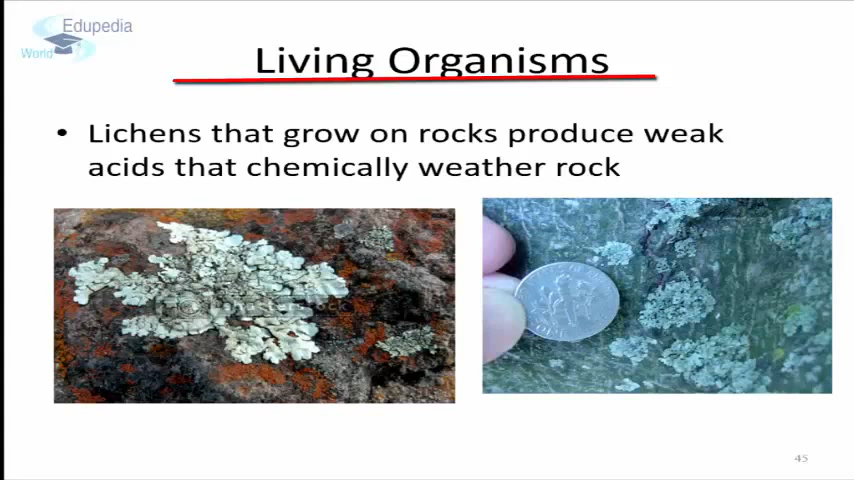 Edupedia
World
Living Organisms
• Lichens that grow on rocks produce weak
acids that chemically weather rock
45